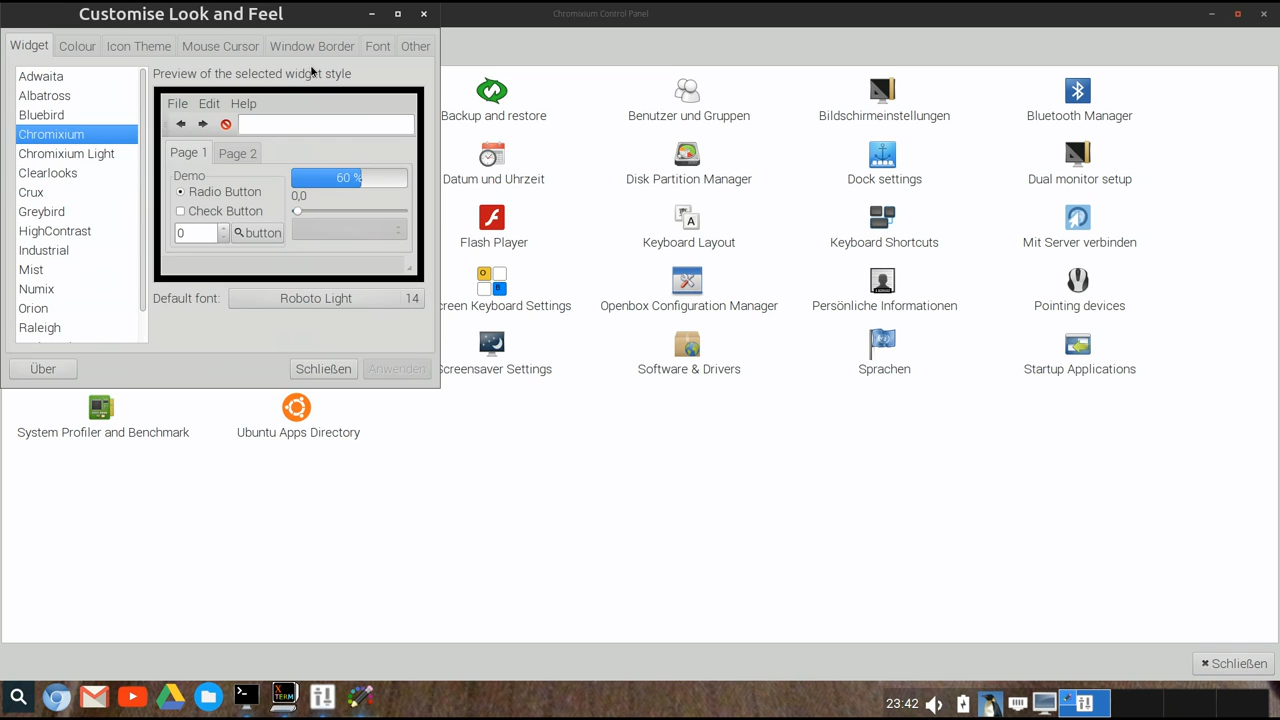 Customise Look and Feel
Chromixium Control Panel
Widget Colour Icon Theme Mouse Cursor Window Border Font Other
Preview of the selected widget style
Adwaita
Albatross
Bluebird
Chromixium
Chromixium Light
Clearlooks
Crux
Greybird
HighContrast
Industrial
Mist
Numix
Orion
Raleigh
File Edit Help
Page 1 Page 2
Demo
Radio Button
Check Button
0 button
60 %
0,0
Default font: Roboto Light 14
Über Schließen Anwenden
Backup and restore Benutzer und Gruppen Bildschirmeinstellungen Bluetooth Manager
Datum und Uhrzeit Disk Partition Manager Dock settings Dual monitor setup
Flash Player Keyboard Layout Keyboard Shortcuts Mit Server verbinden
creen Keyboard Settings Openbox Configuration Manager Persönliche Informationen Pointing devices
Screensaver Settings Software & Drivers Sprachen Startup Applications
System Profiler and Benchmark Ubuntu Apps Directory
Schließen
X TERM
23:42